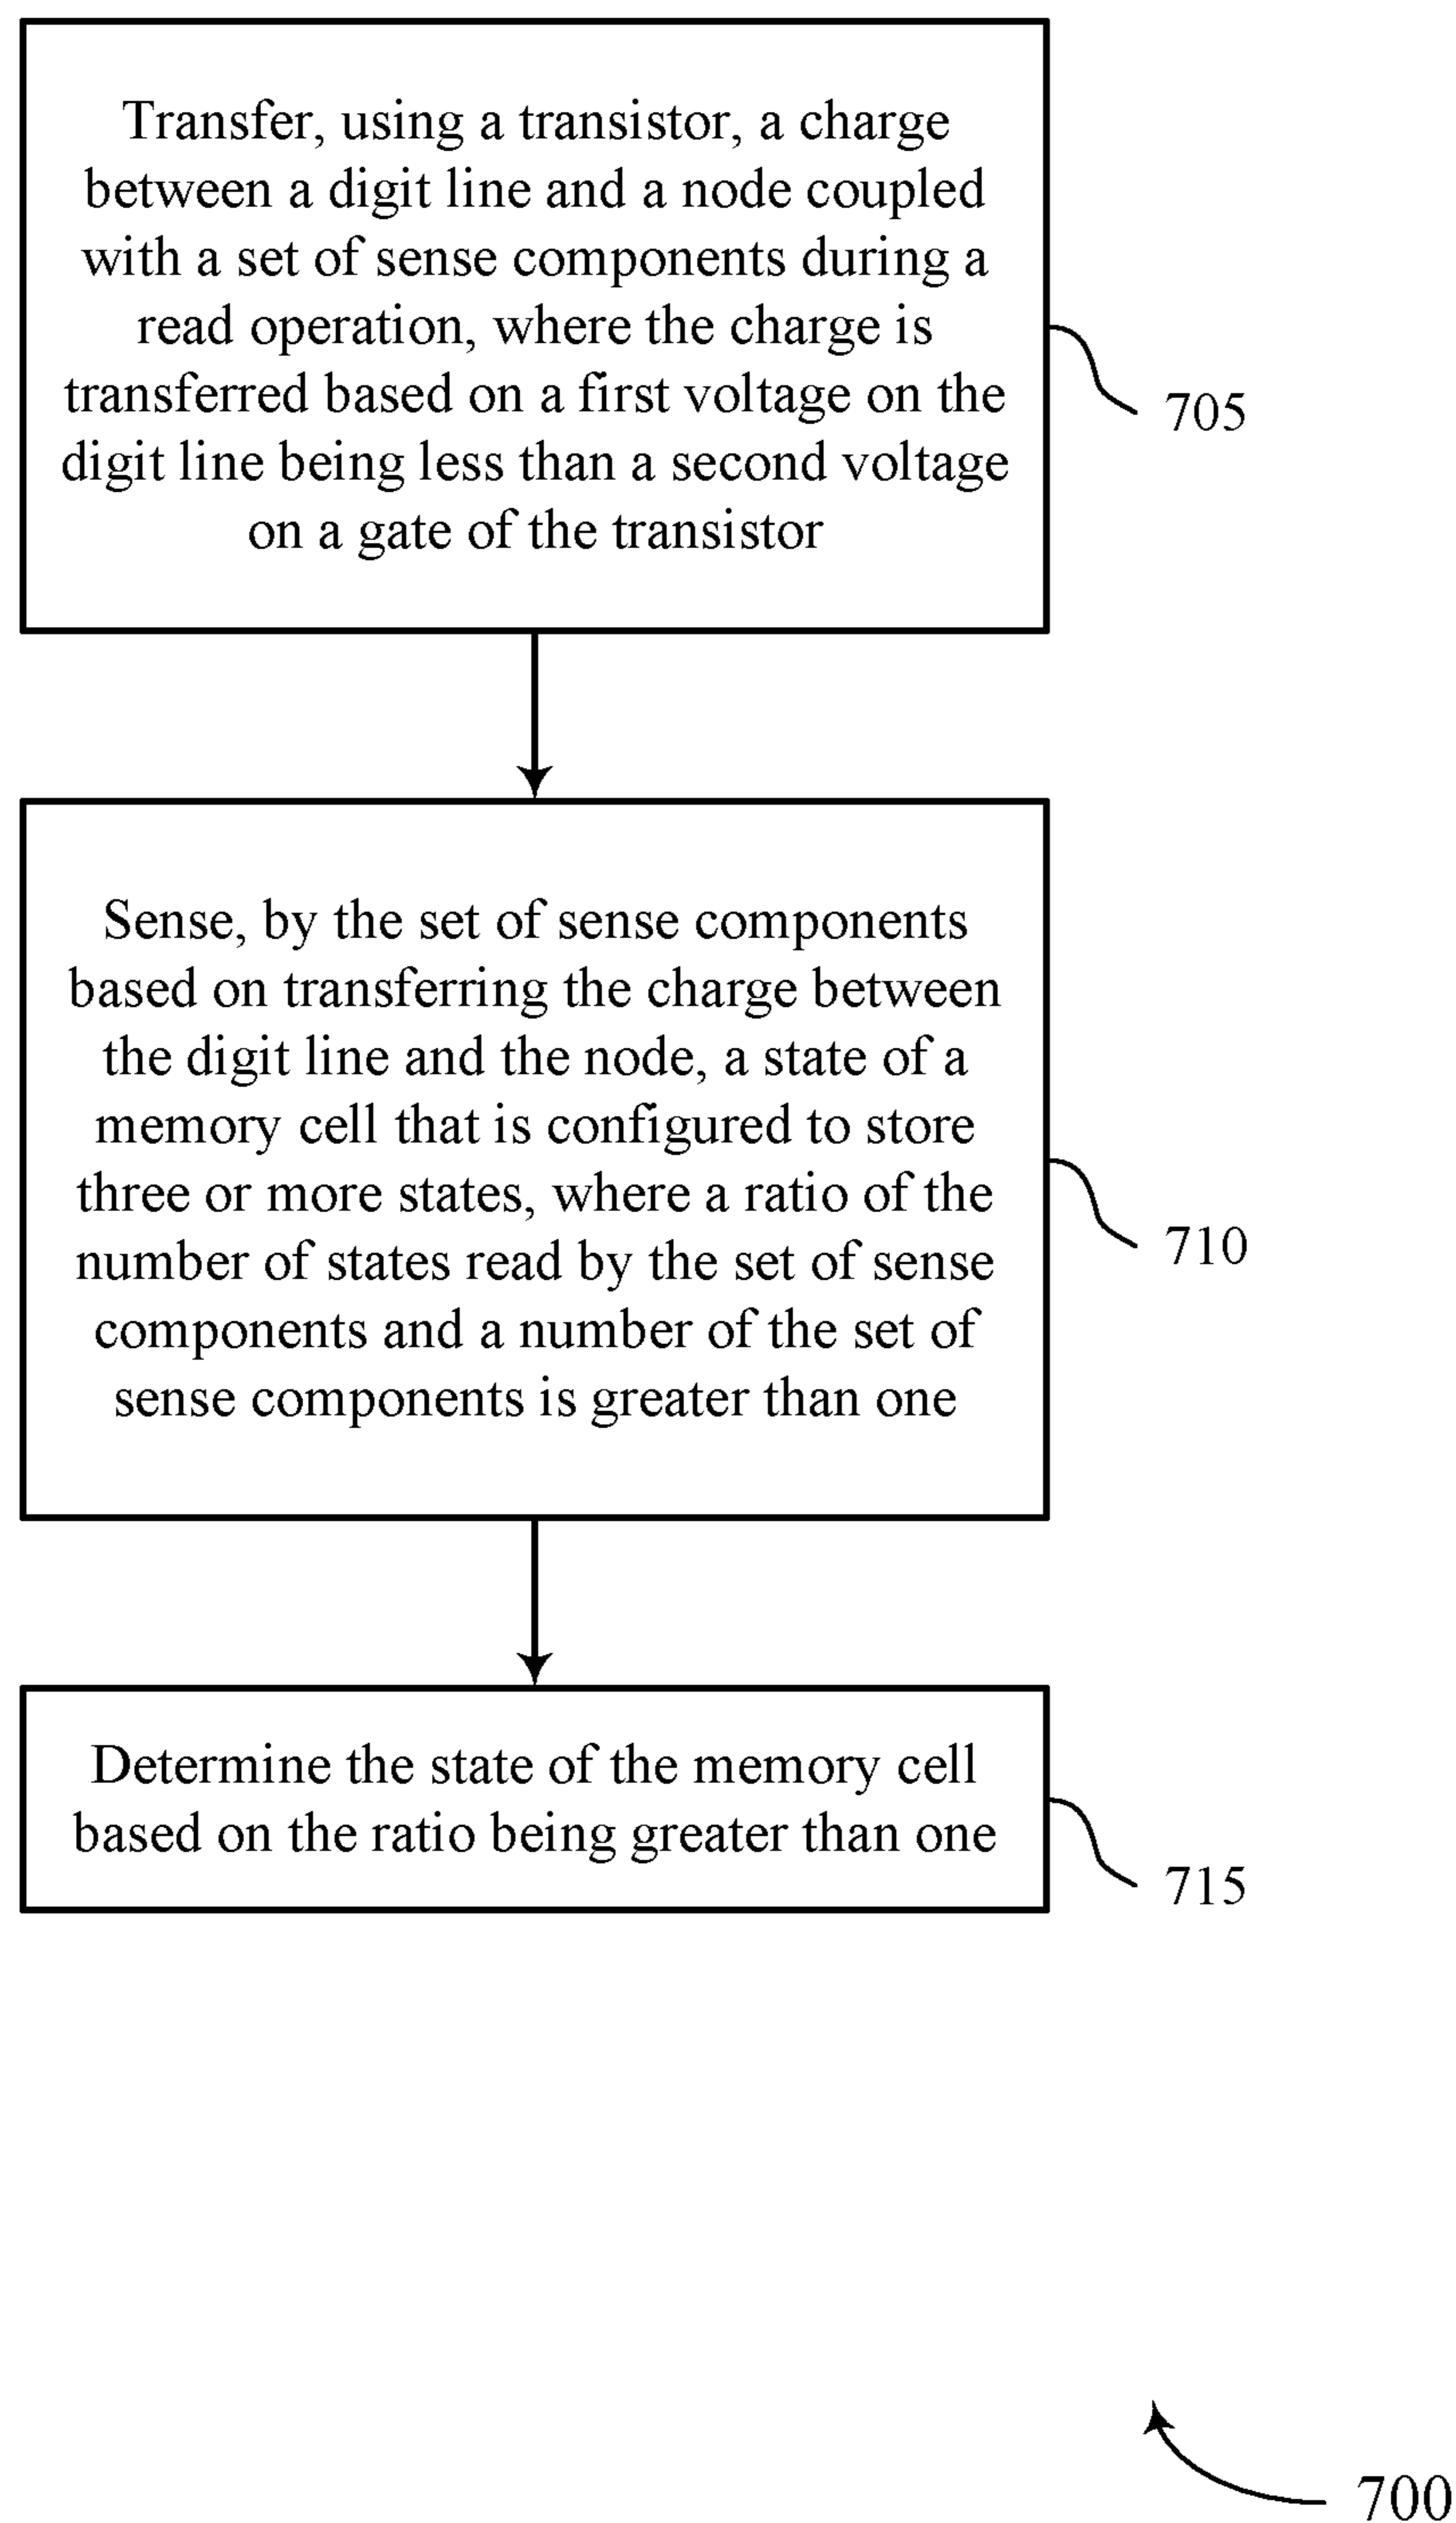 Transfer, using a transistor, a charge
between a digit line and a node coupled
with a set of sense components during a
read operation, where the charge is
transferred based on a first voltage on the
digit line being less than a second voltage
on a gate of the transistor
705
Sense, by the set of sense components
based on transferring the charge between
the digit line and the node, a state of a
memory cell that is configured to store
three or more states, where a ratio of the
number of states read by the set of sense
components and a number of the set of
sense components is greater than one
710
Determine the state of the memory cell
based on the ratio being greater than one
715
700